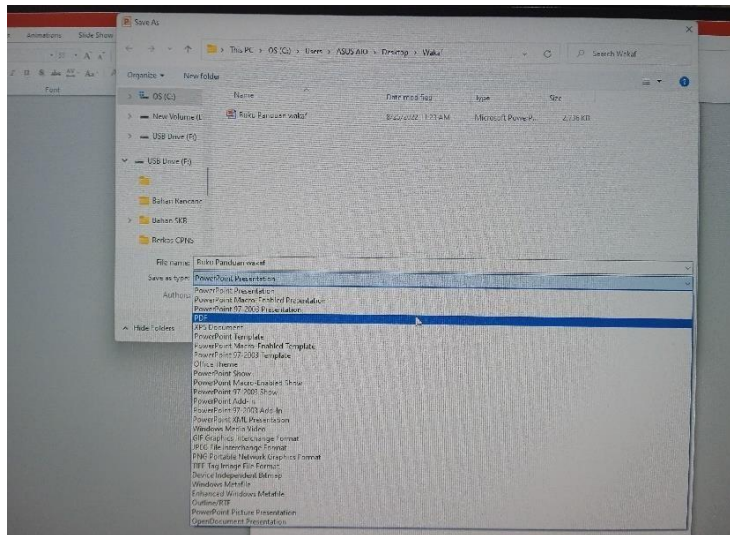 Save As
Animations Slide Show
This PC > OS (C:) > Users > ASUS AIO > Desktop > Wakaf
Search Wakaf
Organize New folder
Font
Name Date modified Type Size
OS (C:)
New Volume (
Buku Panduan wakaf 8/25/2022 11:21 AM Microsoft PowerP...
USB Drive (F:)
USB Drive (F:)
Bahan Kencana
Bahan SKB
Berkas CPNS
File name: Buku Panduan wakaf
Save as type: PowerPoint Presentation
Authors:
PowerPoint Presentation
PowerPoint Macro-Enabled Presentation
PowerPoint 97-2003 Presentation
PDF
Hide Folders
XPS Document
PowerPoint Template
PowerPoint Macro-Enabled Template
PowerPoint 97-2003 Template
Office Theme
PowerPoint Show
PowerPoint Macro-Enabled Show
PowerPoint 97-2003 Show
PowerPoint Add-In
PowerPoint 97-2003 Add-In
PowerPoint XML Presentation
Windows Media Video
GIF Graphics Interchange Format
JPEG File Interchange Format
PNG Portable Network Graphics Format
TIFF Tag Image File Format
Device Independent Bitmap
Windows Metafile
Enhanced Windows Metafile
Outline/RTF
PowerPoint Picture Presentation
OpenDocument Presentation